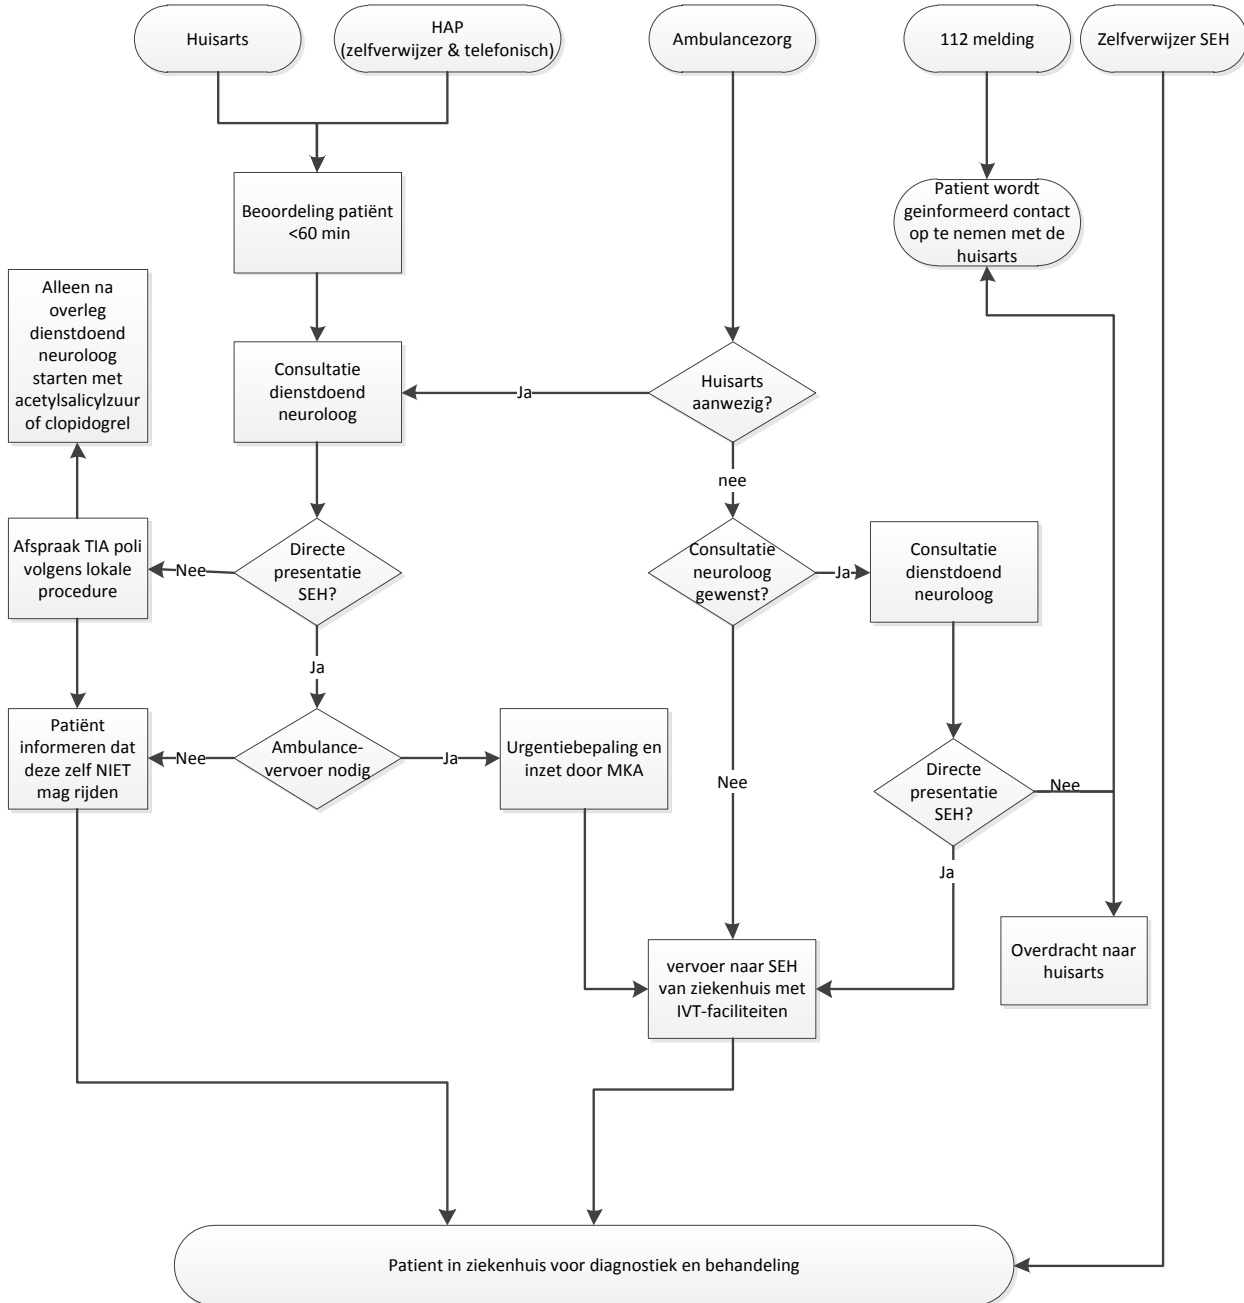 Huisarts
HAP
(zelfverwijzer & telefonisch)
Ambulancezorg
112 melding
Zelfverwijzer SEH
Beoordeling patiënt
<60 min
Patient wordt
geinformeerd contact
op te nemen met de
huisarts
Alleen na
overleg
dienstdoend
neuroloog
starten met
acetylsalicylzuur
of clopidogrel
Consultatie
dienstdoend
neuroloog
Ja
Huisarts
aanwezig?
nee
Afspraak TIA poli
volgens lokale
procedure
Nee
Directe
presentatie
SEH?
Consultatie
neuroloog
gewenst?
Ja
Consultatie
dienstdoend
neuroloog
Ja
Patiënt
informeren dat
deze zelf NIET
mag rijden
Nee
Ambulance-
vervoer nodig
Ja
Urgentiebepaling en
inzet door MKA
Nee
Directe
presentatie
SEH?
Nee
Ja
vervoer naar SEH
van ziekenhuis met
IVT-faciliteiten
Overdracht naar
huisarts
Patient in ziekenhuis voor diagnostiek en behandeling